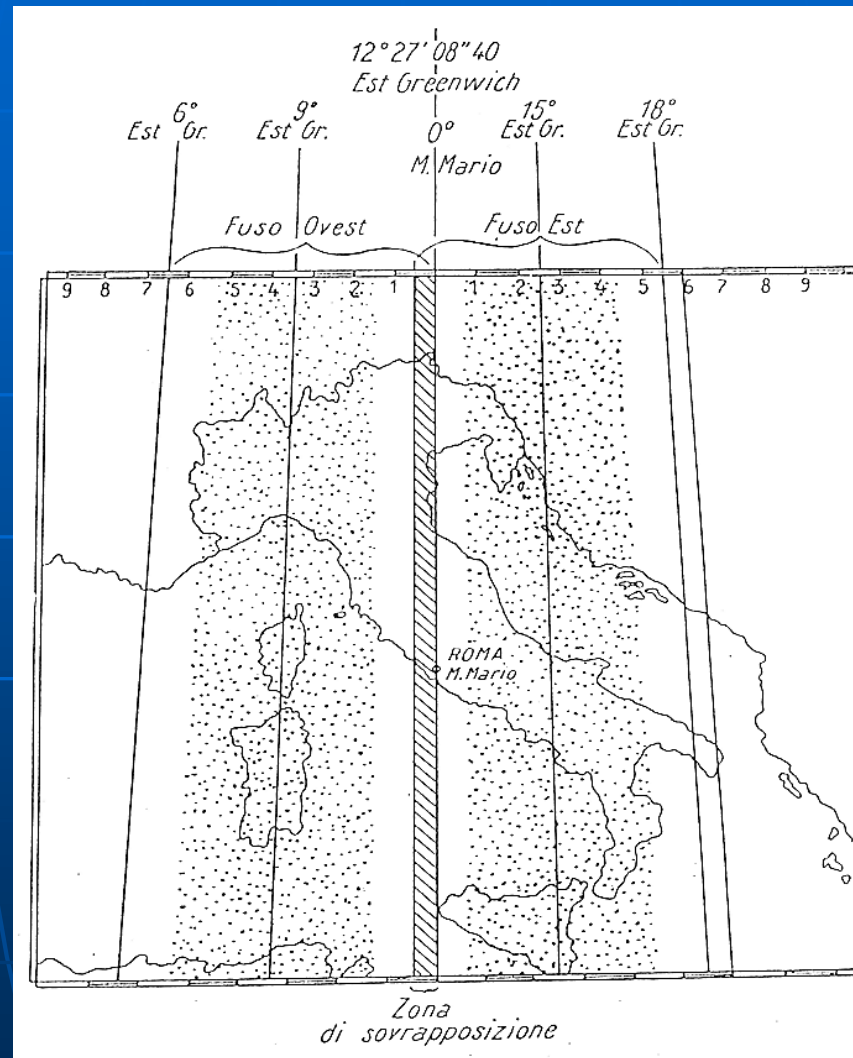 12°27'08"40
Est Greenwich
6°
Est Gr.
9°
Est Gr.
0°
M. Mario
15°
Est Gr.
18°
Est Gr.
Fuso Ovest
Fuso Est
9 8 7 6 5 4 3 2 1 1 2 3 4 5 6 7 8 9
ROMA
M. Mario
Zona
di sovrapposizione